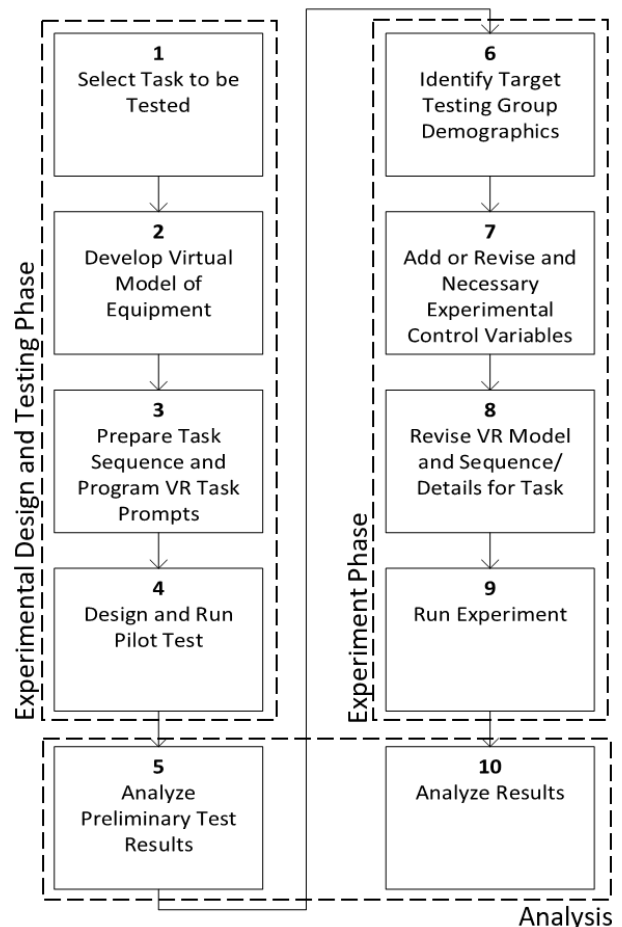 Experimental Design and Testing Phase
1
Select Task to be
Tested
2
Develop Virtual
Model of
Equipment
3
Prepare Task
Sequence and
Program VR Task
Prompts
4
Design and Run
Pilot Test
5
Analyze
Preliminary Test
Results
Experiment Phase
6
Identify Target
Testing Group
Demographics
7
Add or Revise and
Necessary
Experimental
Control Variables
8
Revise VR Model
and Sequence/
Details for Task
9
Run Experiment
10
Analyze Results
Analysis